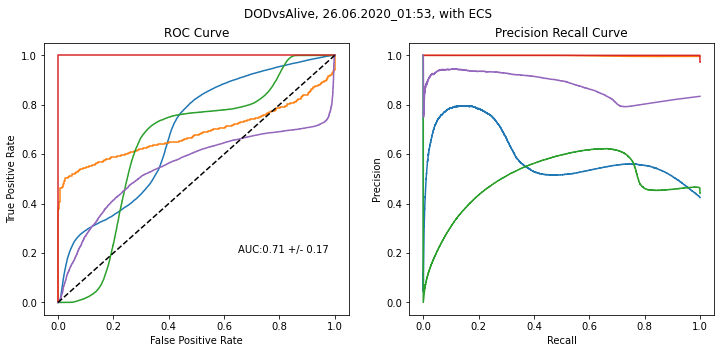 DODvsAlive, 26.06.2020_01:53, with ECS
ROC Curve
True Positive Rate
1.0
0.8
0.6
0.4
0.2
0.0
AUC:0.71 +/- 0.17
0.0 0.2 0.4 0.6 0.8 1.0
False Positive Rate
Precision Recall Curve
Precision
1.0
0.8
0.6
0.4
0.2
0.0
0.0 0.2 0.4 0.6 0.8 1.0
Recall